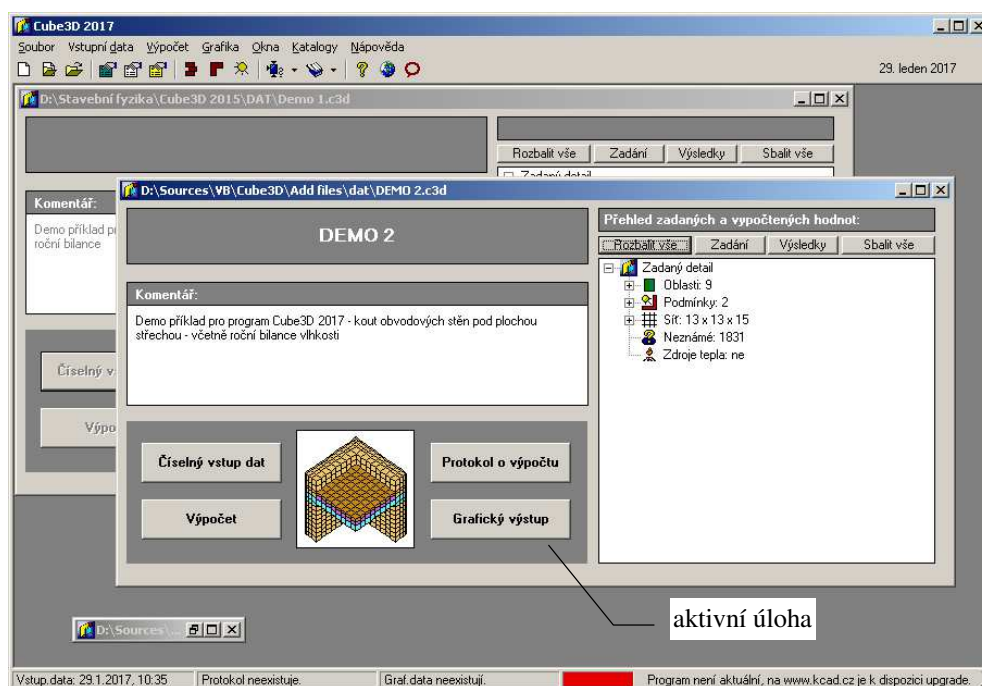 Cube3D 2017
Soubor Vstupní data Výpočet Grafika Okna Katalogy Nápověda
29. leden 2017
D:\Stavební fyzika\Cube3D 2015\DAT\Demo 1.c3d
Rozbalit vše Zadání Výsledky Sbalit vše
Zadaný detail
Komentář:
Demo příklad
roční bilance
Číselný
D:\Sources\VB\Cube3D\Add files\dat\DEMO 2.c3d
DEMO 2
Komentář:
Demo příklad pro program Cube3D 2017 - kout obvodových stěn pod plochou
střechou - včetně roční bilance vlhkosti
Číselný vstup dat
Protokol o výpočtu
Výpočet
Grafický výstup
Přehled zadaných a vypočtených hodnot:
Rozbalit vše Zadání Výsledky Sbalit vše
Zadaný detail
Oblasti: 9
Podmínky: 2
Síť: 13 x 13 x 15
Neznámé: 1831
Zdroje tepla: ne
aktivní úloha
D:\Sources\...
Vstup.data: 29.1.2017, 10:35 Protokol neexistuje. Graf.data neexistují. Program není aktuální, na www.kcad.cz je k dispozici upgrade.